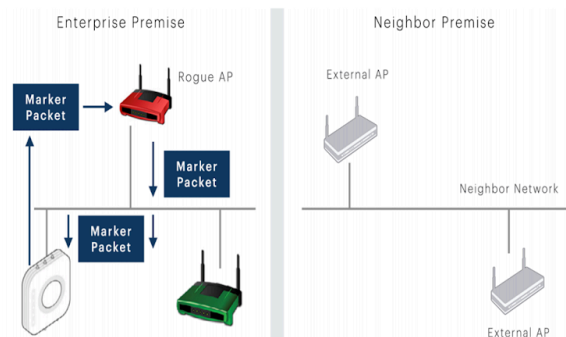 Enterprise Premise
Neighbor Premise
Rogue AP
External AP
Marker
Packet
Marker
Packet
Neighbor Network
Marker
Packet
External AP